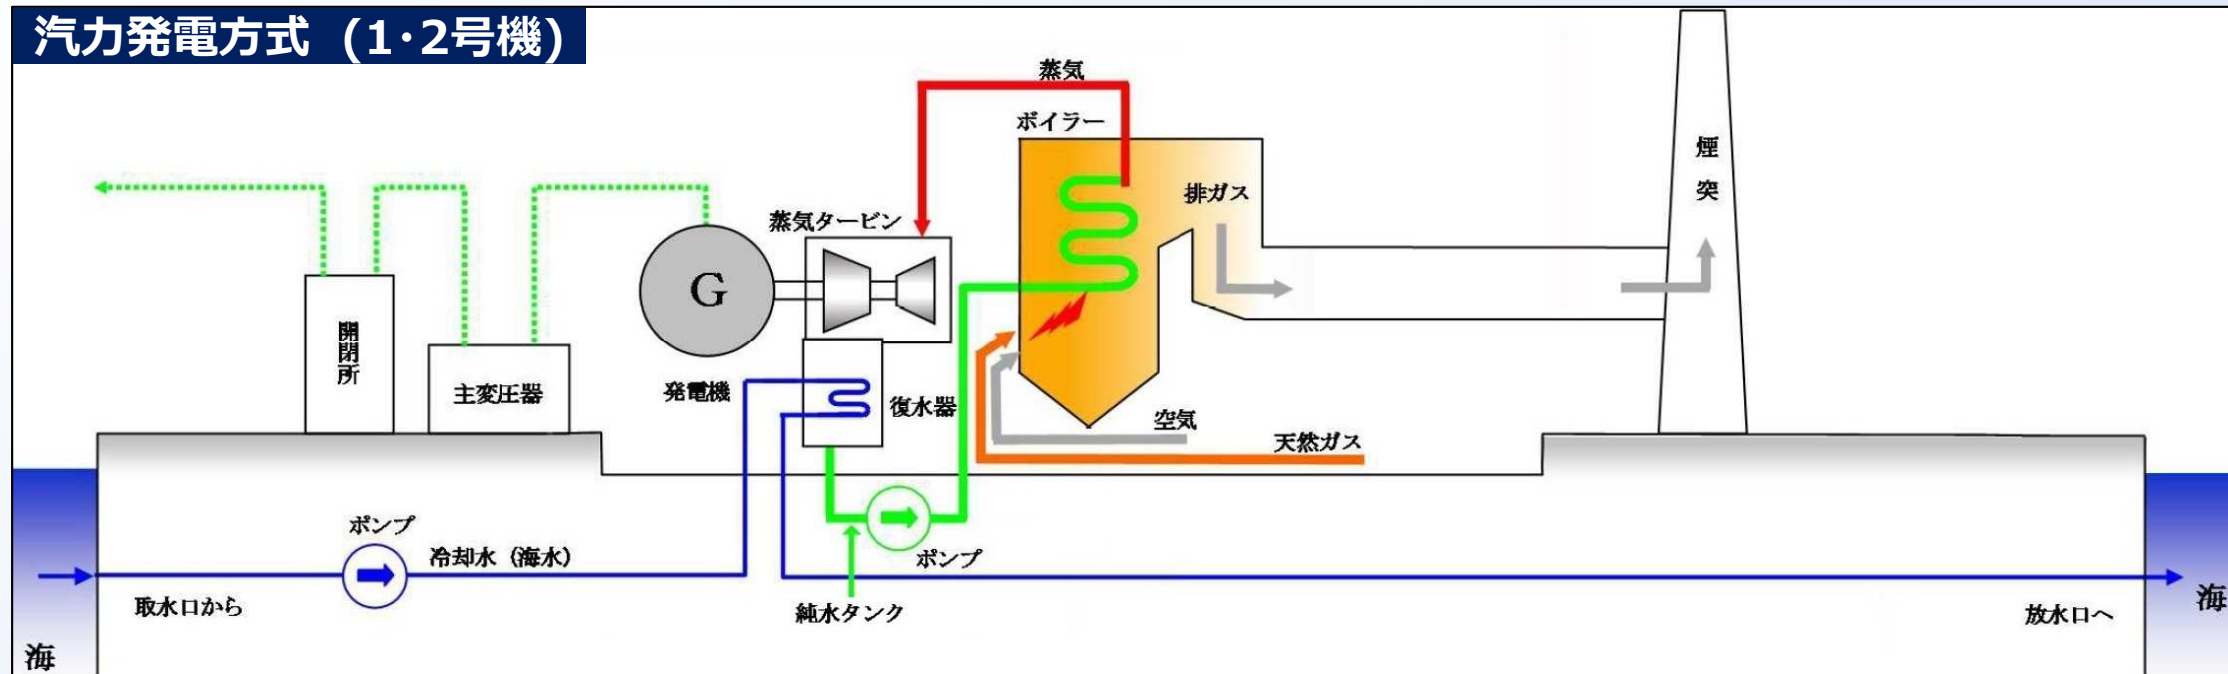 汽力発電方式 (1・2号機)
蒸気
ボイラー
煙突
排ガス
蒸気タービン
G
開閉所
主変圧器
発電機
復水器
空気
天然ガス
ポンプ
冷却水（海水）
ポンプ
取水口から
純水タンク
放水口へ
海
海